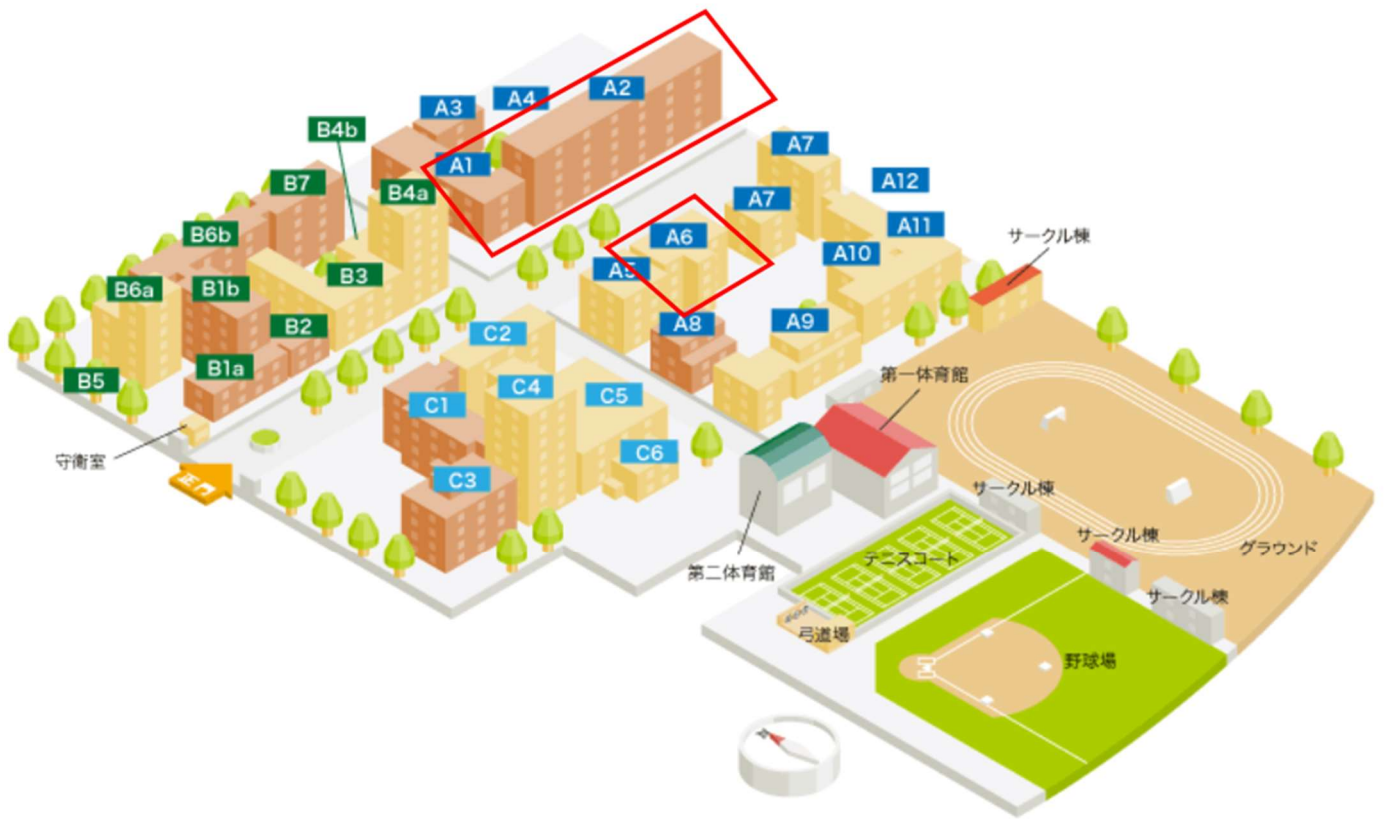 A2
A4
A3
A1
B4b
A7
B7
B4a
A12
A7
A11
B6b
A6
サークル棟
A10
A5
B3
B6a
B1b
B2
C2
A8
A9
B1a
B5
第一体育館
C4
C5
C1
C6
守衛室
正門
C3
サークル棟
サークル棟
グラウンド
テニスコート
第二体育館
サークル棟
弓道場
野球場
N